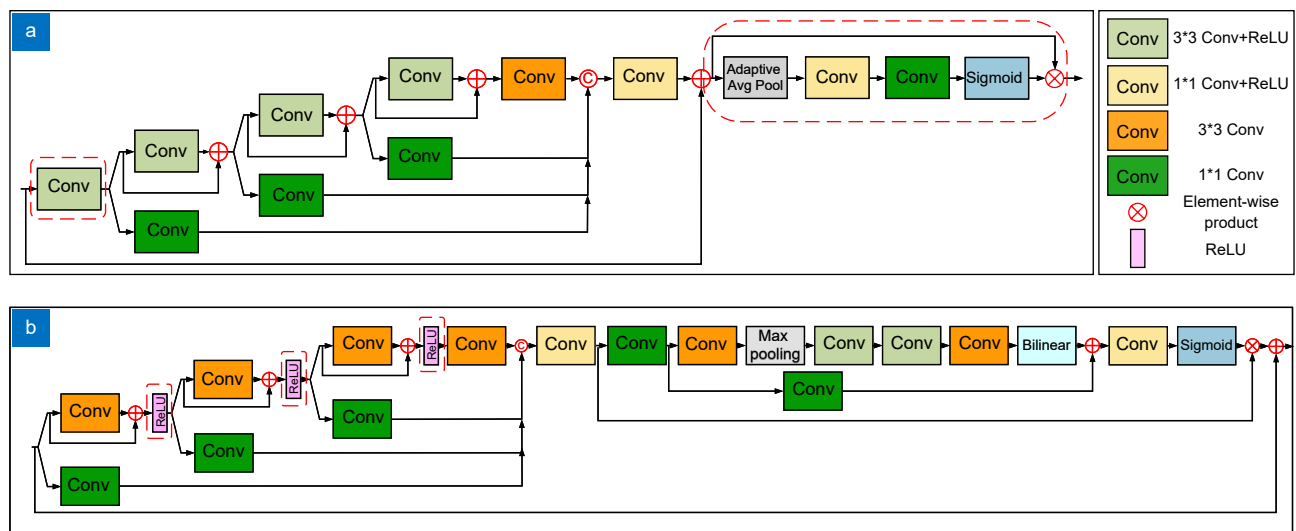 a
Conv
Conv
Conv
Conv
Conv
C
Conv
Adaptive
Avg Pool
Conv
Conv
Sigmoid
Conv
Conv
Conv
Conv 3*3 Conv+ReLU
Conv 1*1 Conv+ReLU
Conv 3*3 Conv
Conv 1*1 Conv
Element-wise
product
ReLU
b
Conv
ReLU
Conv
ReLU
Conv
ReLU
Conv
C
Conv
Conv
Conv
Max
pooling
Conv
Conv
Conv
Bilinear
Conv
Sigmoid
Conv
Conv
Conv
Conv